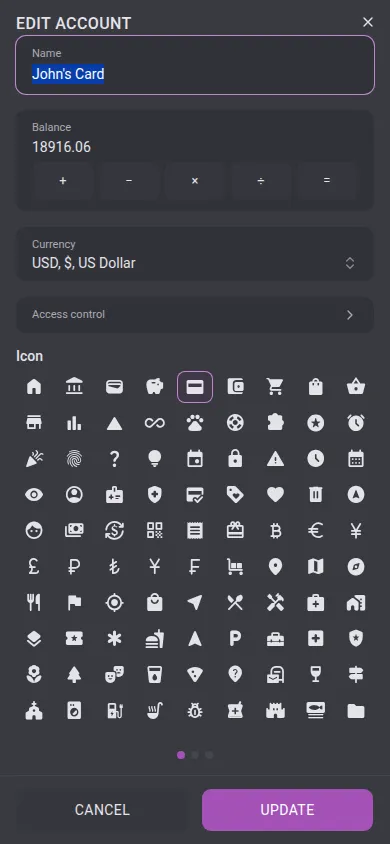 EDIT ACCOUNT
Name
John's Card
Balance
18916.06
+ − × ÷ =
Currency
USD, $, US Dollar
Access control
Icon
CANCEL
UPDATE